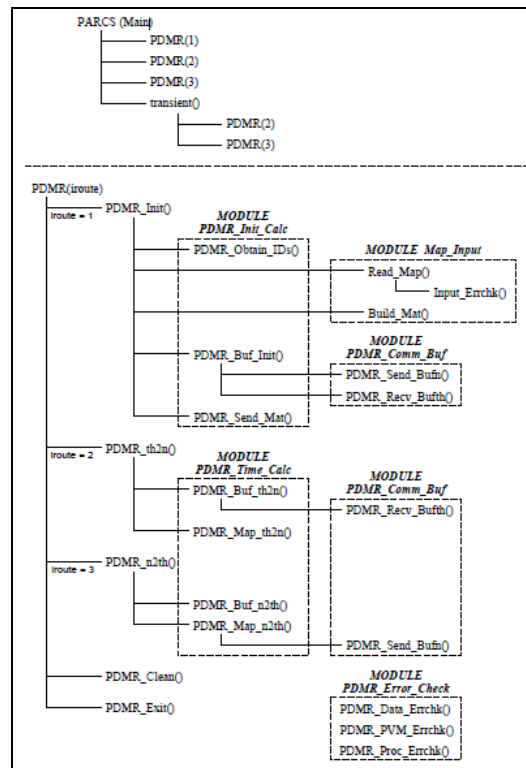 PARCS (Main)
PDMR(1)
PDMR(2)
PDMR(3)
transient()
PDMR(2)
PDMR(3)
PDMR(iroute)
Iroute = 1
PDMR_Init()
MODULE
PDMR_Init_Calc
PDMR_Obtain_IDs()
MODULE Map_Input
Read_Map()
Input_Errchk()
Build_Mat()
PDMR_Buf_Init()
MODULE
PDMR_Comm_Buf
PDMR_Send_Bufn()
PDMR_Recv_Bufth()
PDMR_Send_Mat()
Iroute = 2
PDMR_th2n()
MODULE
PDMR_Time_Calc
PDMR_Buf_th2n()
MODULE
PDMR_Comm_Buf
PDMR_Recv_Bufth()
PDMR_Map_th2n()
Iroute = 3
PDMR_n2th()
PDMR_Buf_n2th()
PDMR_Map_n2th()
PDMR_Send_Bufn()
PDMR_Clean()
PDMR_Exit()
MODULE
PDMR_Error_Check
PDMR_Data_Errchk()
PDMR_PVM_Errchk()
PDMR_Proc_Errchk()